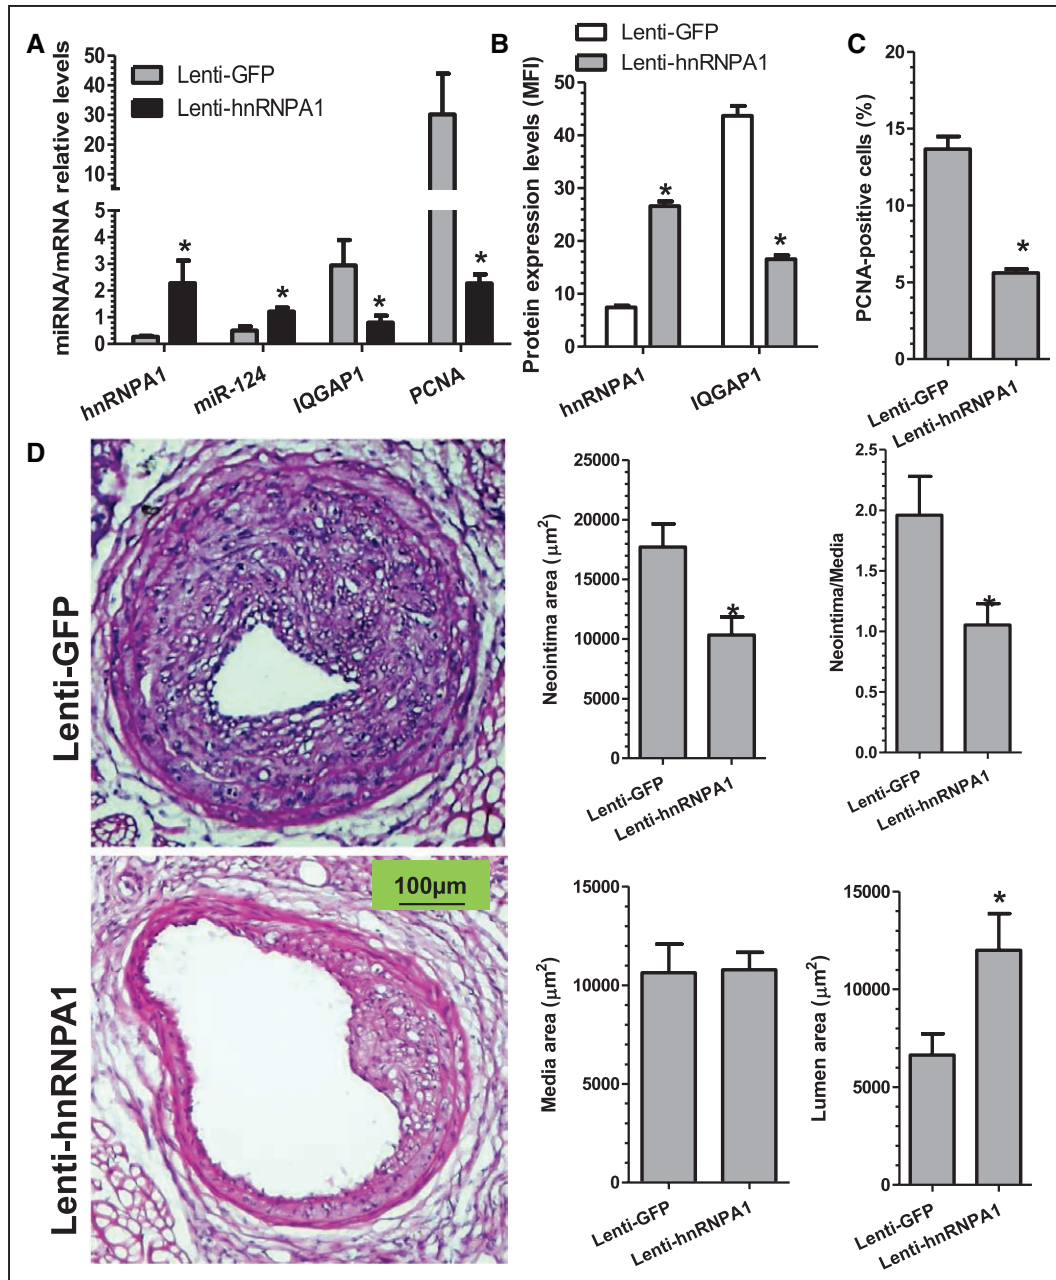 A
miRNA/mRNA relative levels
50
40
30
20
10
5
4
3
2
1
0
Lenti-GFP
Lenti-hnRNPA1
*
*
*
*
hnRNPA1
miR-124
IQGAP1
PCNA
B
Lenti-GFP
Lenti-hnRNPA1
Protein expression levels (MFI)
50
40
30
20
10
0
*
*
hnRNPA1
IQGAP1
C
PCNA-positive cells (%)
20
15
10
5
0
*
Lenti-GFP
Lenti-hnRNPA1
D
Lenti-GFP
Lenti-hnRNPA1
100μm
Neointima area (μm²)
25000
20000
15000
10000
5000
0
*
Lenti-GFP
Lenti-hnRNPA1
Neointima/Media
2.5
2.0
1.5
1.0
0.5
0.0
*
Lenti-GFP
Lenti-hnRNPA1
Media area (μm²)
15000
10000
5000
0
Lenti-GFP
Lenti-hnRNPA1
Lumen area (μm²)
15000
10000
5000
0
*
Lenti-GFP
Lenti-hnRNPA1